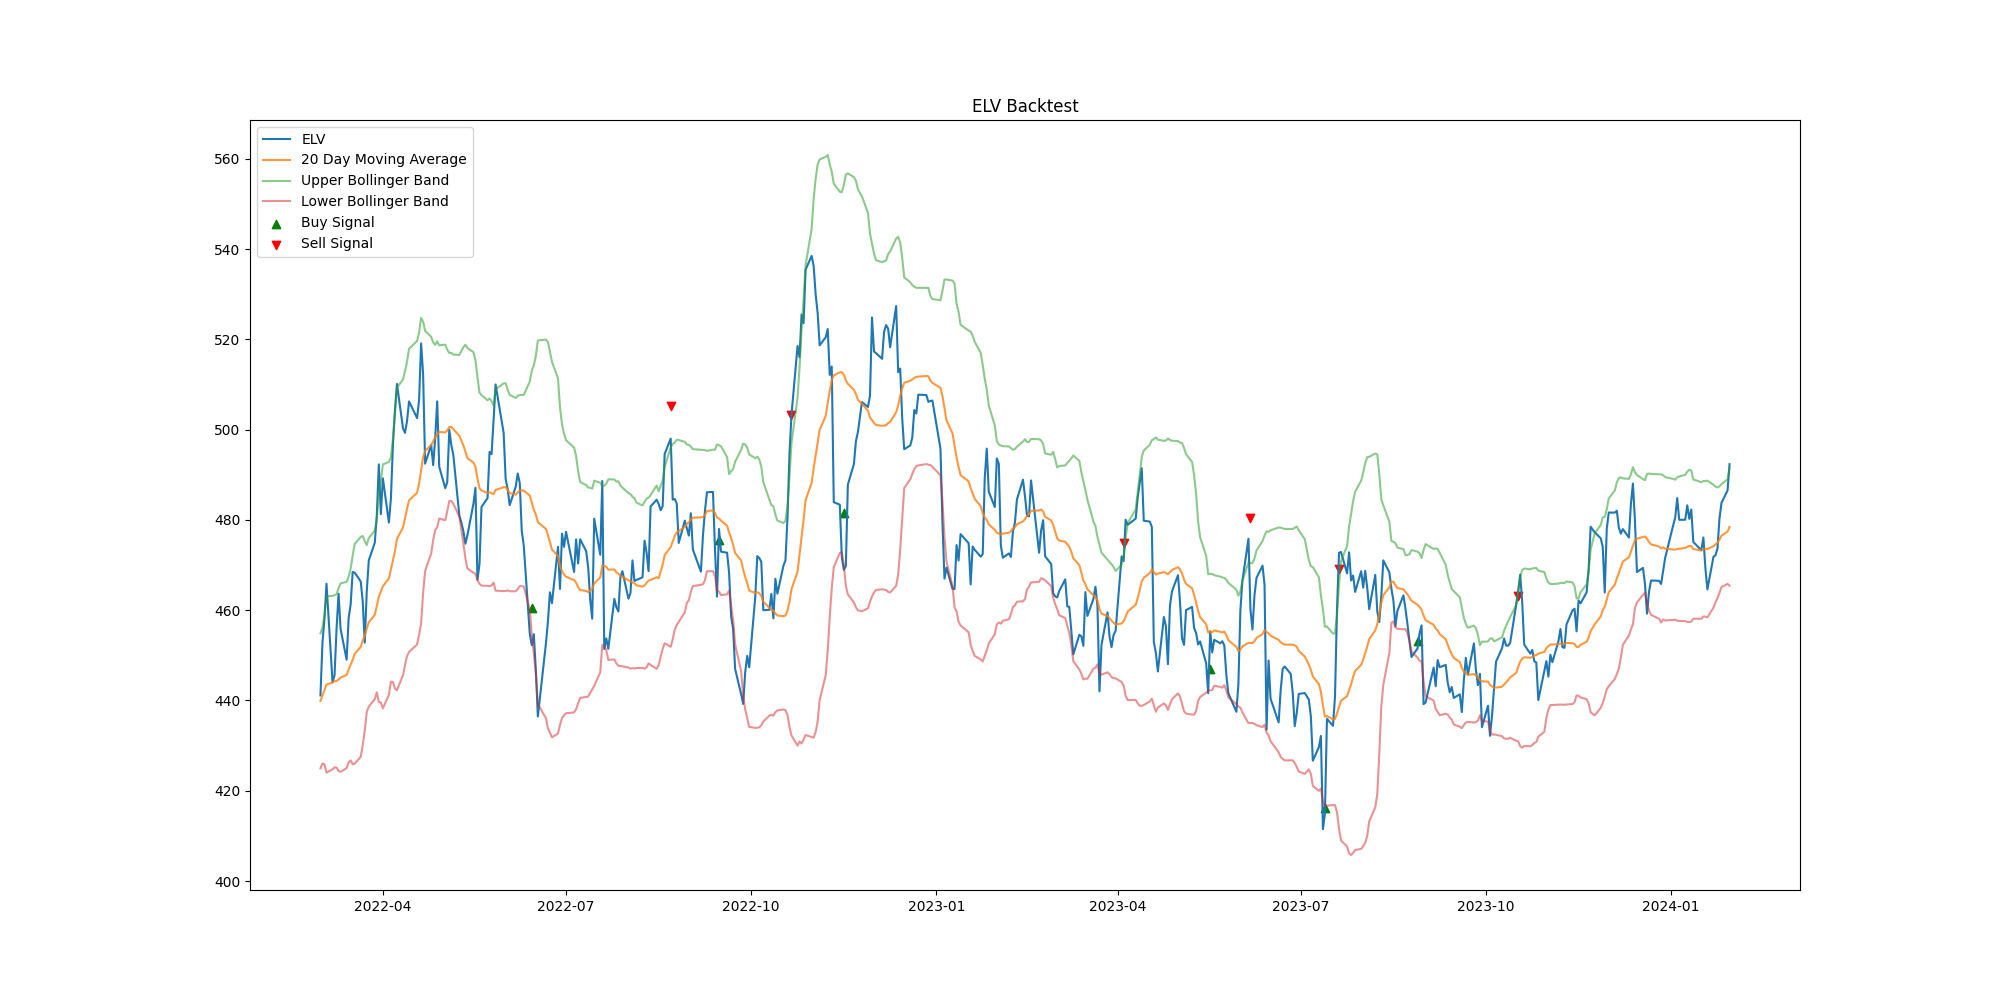 ELV Backtest
ELV
20 Day Moving Average
Upper Bollinger Band
Lower Bollinger Band
Buy Signal
Sell Signal
560
540
520
500
480
460
440
420
400
2022-04 2022-07 2022-10 2023-01 2023-04 2023-07 2023-10 2024-01